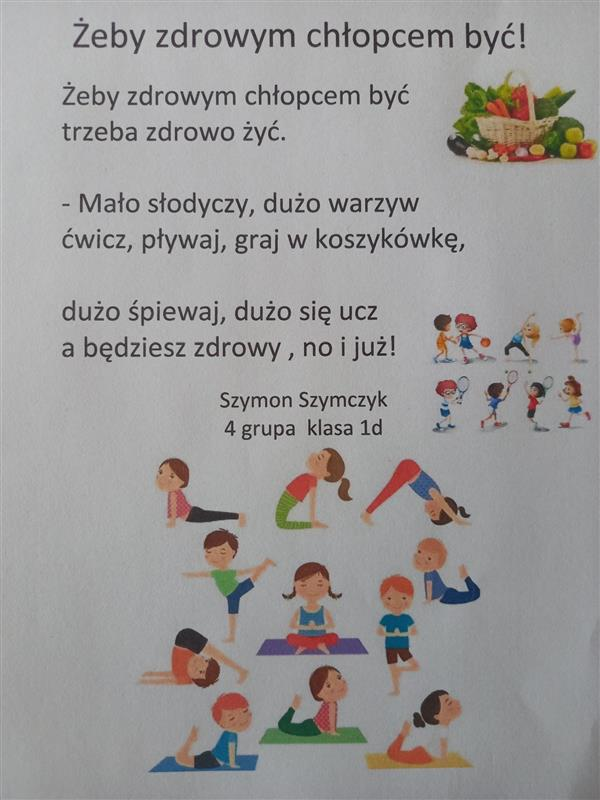 Żeby zdrowym chłopcem być!
Żeby zdrowym chłopcem być
trzeba zdrowo żyć.
- Mało słodyczy, dużo warzyw
ćwicz, pływaj, graj w koszykówkę,
dużo śpiewaj, dużo się ucz
a będziesz zdrowy , no i już!
Szymon Szymczyk
4 grupa  klasa 1d